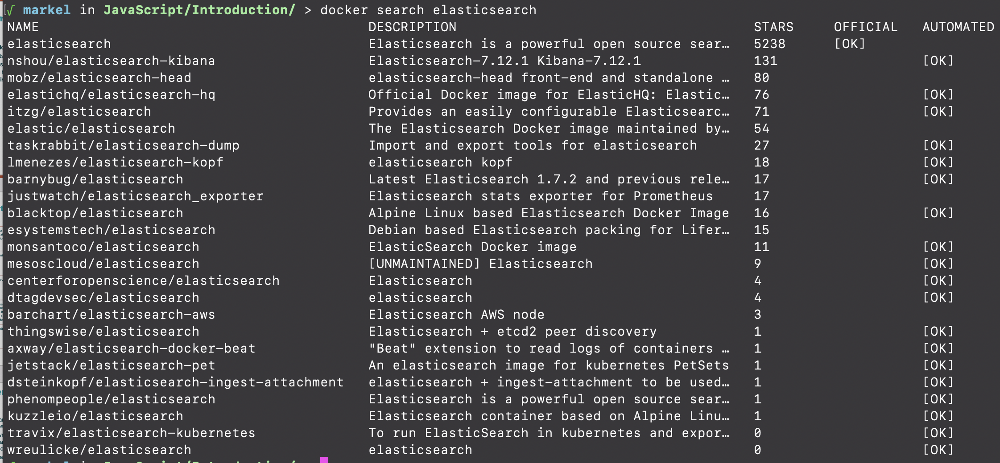 √ markel in JavaScript/Introduction/ > docker search elasticsearch
NAME DESCRIPTION STARS OFFICIAL AUTOMATED
elasticsearch Elasticsearch is a powerful open source sear… 5238 [OK]
nshou/elasticsearch-kibana Elasticsearch-7.12.1 Kibana-7.12.1 131 [OK]
mobz/elasticsearch-head elasticsearch-head front-end and standalone … 80
elastichq/elasticsearch-hq Official Docker image for ElasticHQ: Elastic… 76 [OK]
itzg/elasticsearch Provides an easily configurable Elasticsearc… 71 [OK]
elastic/elasticsearch The Elasticsearch Docker image maintained by… 54
taskrabbit/elasticsearch-dump Import and export tools for elasticsearch 27 [OK]
lmenezes/elasticsearch-kopf elasticsearch kopf 18 [OK]
barnybug/elasticsearch Latest Elasticsearch 1.7.2 and previous rele… 17 [OK]
justwatch/elasticsearch_exporter Elasticsearch stats exporter for Prometheus 17
blacktop/elasticsearch Alpine Linux based Elasticsearch Docker Image 16 [OK]
esystemstech/elasticsearch Debian based Elasticsearch packing for Lifer… 15
monsantoco/elasticsearch ElasticSearch Docker image 11 [OK]
mesoscloud/elasticsearch [UNMAINTAINED] Elasticsearch 9 [OK]
centerforopenscience/elasticsearch Elasticsearch 4 [OK]
dtagdevsec/elasticsearch elasticsearch 4 [OK]
barchart/elasticsearch-aws Elasticsearch AWS node 3
thingswise/elasticsearch Elasticsearch + etcd2 peer discovery 1 [OK]
axway/elasticsearch-docker-beat "Beat" extension to read logs of containers … 1 [OK]
jetstack/elasticsearch-pet An elasticsearch image for kubernetes PetSets 1 [OK]
dsteinkopf/elasticsearch-ingest-attachment elasticsearch + ingest-attachment to be used… 1 [OK]
phenompeople/elasticsearch Elasticsearch is a powerful open source sear… 1 [OK]
kuzzleio/elasticsearch Elasticsearch container based on Alpine Linu… 1 [OK]
travix/elasticsearch-kubernetes To run ElasticSearch in kubernetes and expor… 0 [OK]
wreulicke/elasticsearch elasticsearch 0 [OK]